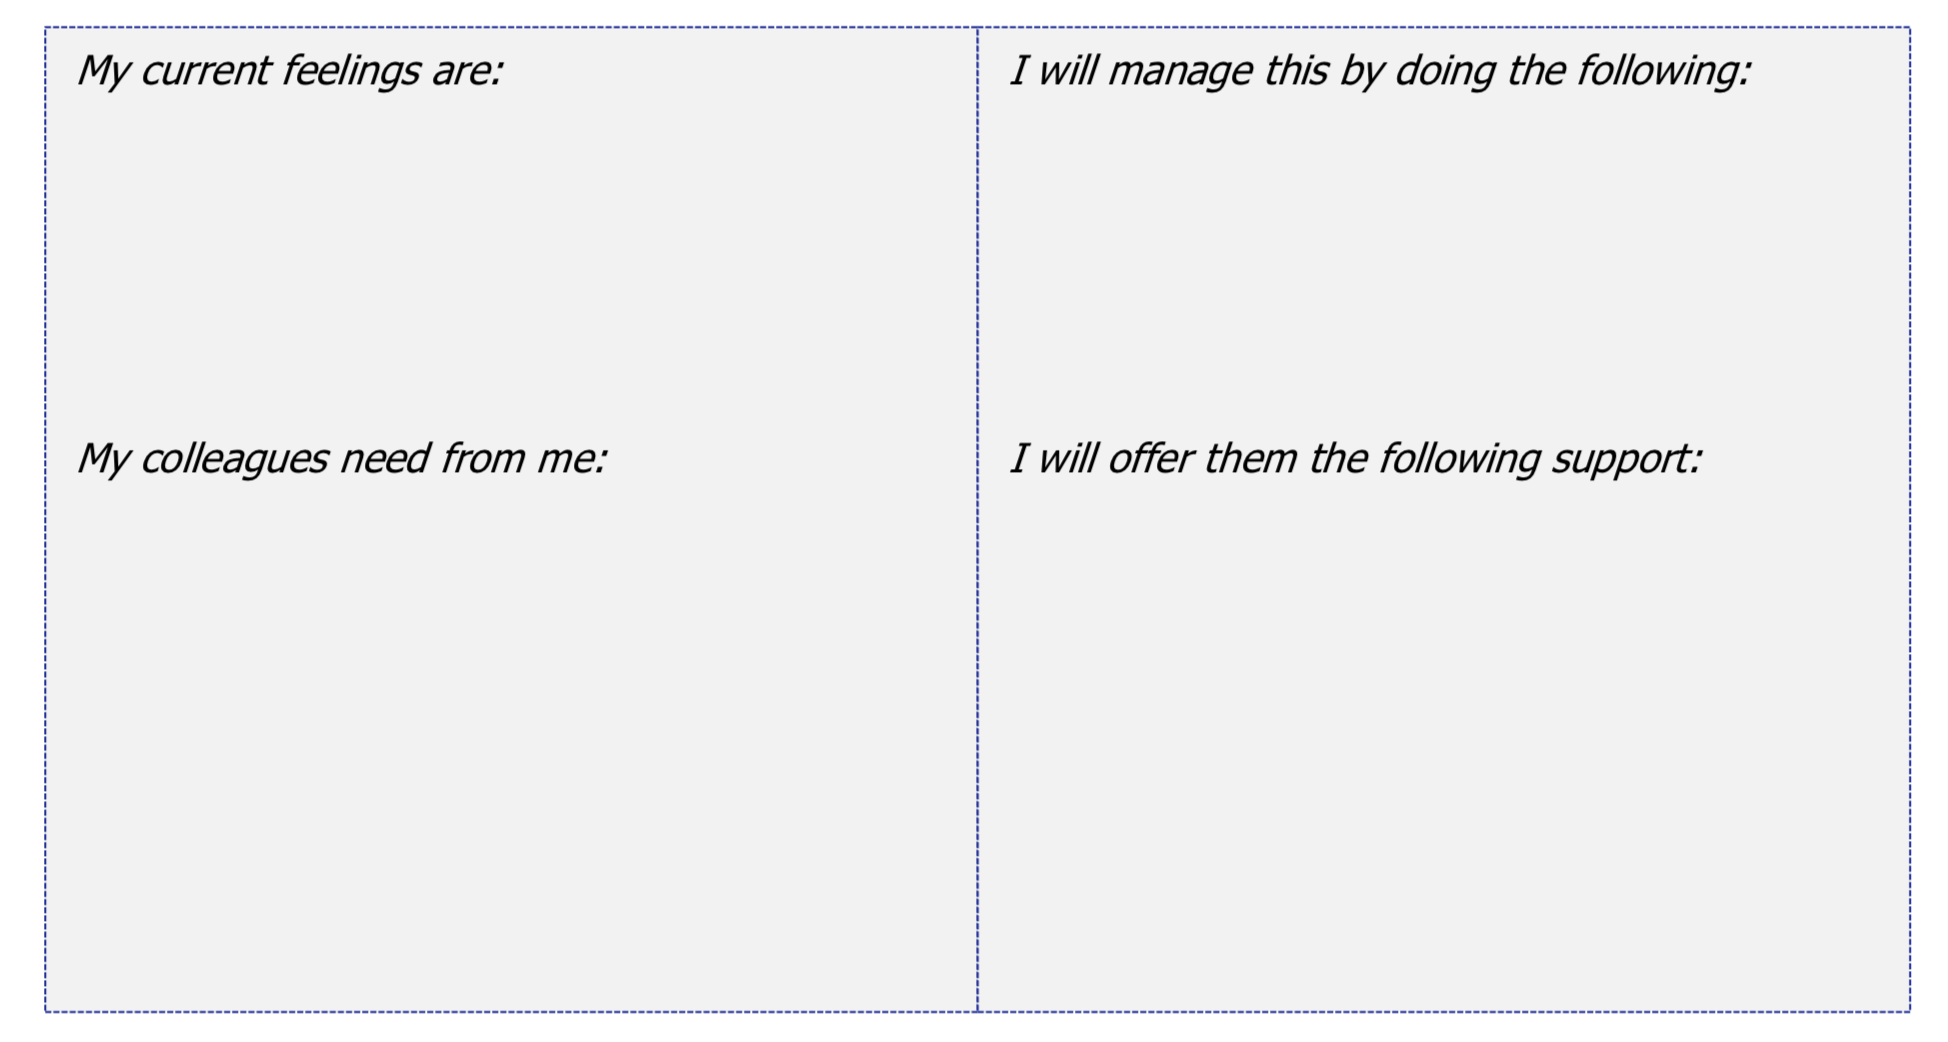 My current feelings are:
I will manage this by doing the following:
My colleagues need from me:
I will offer them the following support: